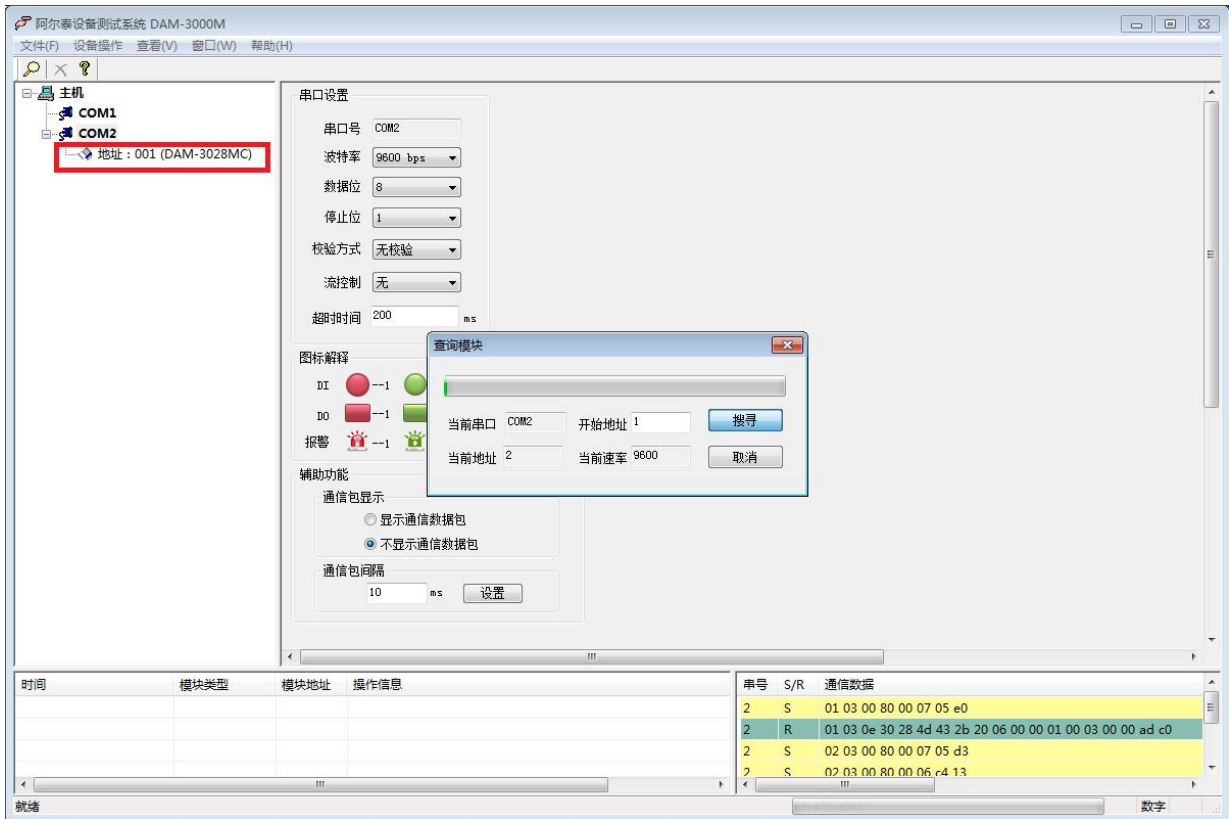 阿尔泰设备测试系统 DAM-3000M
文件(F) 设备操作 查看(V) 窗口(W) 帮助(H)
主机
COM1
COM2
地址：001 (DAM-3028MC)
串口设置
串口号 COM2
波特率 9600 bps
数据位 8
停止位 1
校验方式 无校验
流控制 无
超时时间 200 ms
图标解释
DI --1
DO --1
报警 --1
查询模块
当前串口 COM2 开始地址 1 搜寻
当前地址 2 当前速率 9600 取消
辅助功能
通信包显示
显示通信数据包
不显示通信数据包
通信包间隔
10 ms 设置
时间 模块类型 模块地址 操作信息
串号 S/R 通信数据
2 S 01 03 00 80 00 07 05 e0
2 R 01 03 0e 30 28 4d 43 2b 20 06 00 00 01 00 03 00 00 ad c0
2 S 02 03 00 80 00 07 05 d3
2 S 02 03 00 80 00 06 c4 13
就绪 数字